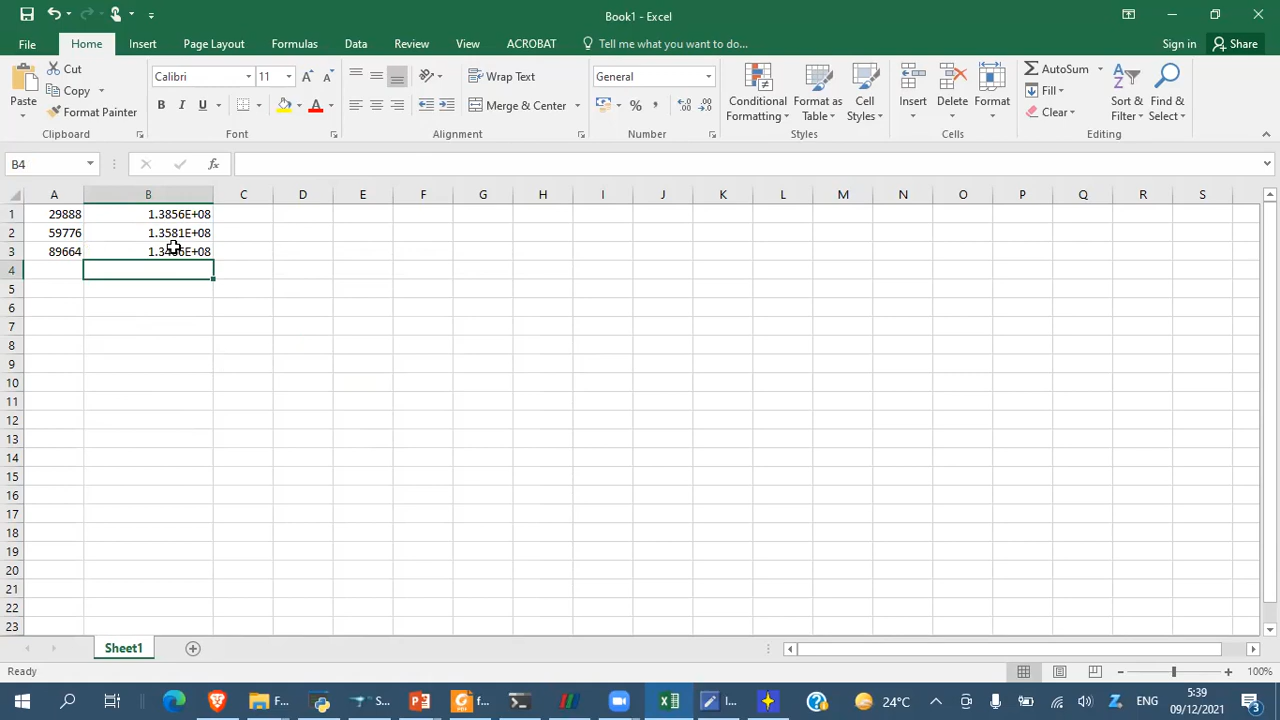 Book1 - Excel
File Home Insert Page Layout Formulas Data Review View ACROBAT Tell me what you want to do... Sign in Share
Paste
Cut
Copy
Format Painter
Clipboard
Calibri 11
B I U
Font
Wrap Text
Merge & Center
Alignment
General
%
Number
Conditional Formatting
Format as Table
Cell Styles
Styles
Insert
Delete
Format
Cells
AutoSum
Fill
Clear
Sort & Filter
Find & Select
Editing
B4 fx
A B C D E F G H I J K L M N O P Q R S
1 29888 1.3856E+08
2 59776 1.3581E+08
3 89664
4
5
6
7
8
9
10
11
12
13
14
15
16
17
18
19
20
21
22
23
Sheet1
Ready 100%
F... S... f... I... 24°C ENG 5:39
09/12/2021 3